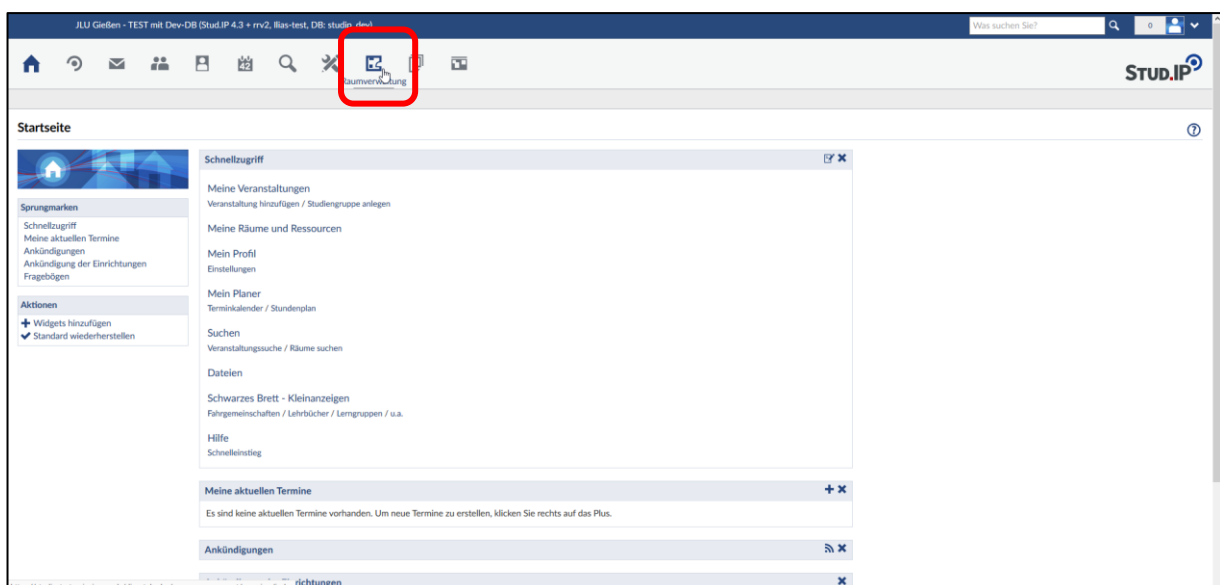 JLU Gießen - TEST mit Dev-DB (Stud.IP 4.3 + rrv2, Ilias-test, DB: studip_dev)
Was suchen Sie?
0
42
STUD.IP
Startseite
Sprungmarken
Schnellzugriff
Meine aktuellen Termine
Ankündigungen
Ankündigung der Einrichtungen
Fragebögen
Aktionen
Widgets hinzufügen
Standard wiederherstellen
Schnellzugriff
Meine Veranstaltungen
Veranstaltung hinzufügen / Studiengruppe anlegen
Meine Räume und Ressourcen
Mein Profil
Einstellungen
Mein Planer
Terminkalender / Stundenplan
Suchen
Veranstaltungssuche / Räume suchen
Dateien
Schwarzes Brett - Kleinanzeigen
Fahrgemeinschaften / Lehrbücher / Lerngruppen / u.a.
Hilfe
Schnelleinstieg
Meine aktuellen Termine
Es sind keine aktuellen Termine vorhanden. Um neue Termine zu erstellen, klicken Sie rechts auf das Plus.
Ankündigungen